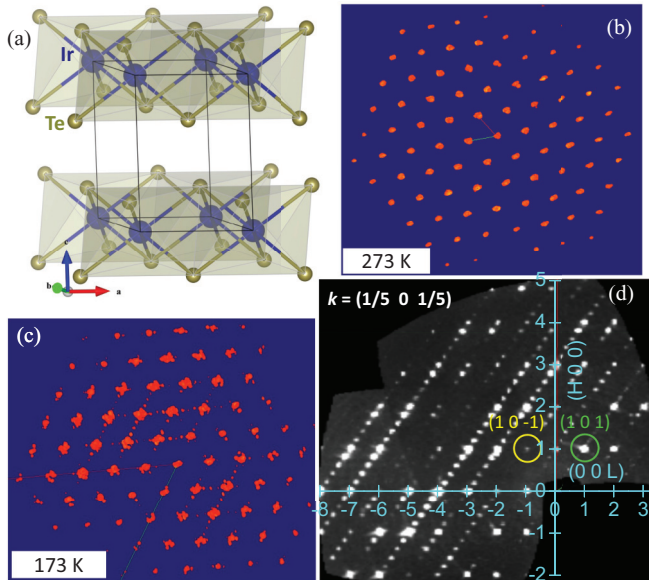 (a)
Ir
Te
c
b
a
(b)
273 K
(c)
173 K
k = (1/5 0 1/5)
(d)
5
4
3
2
1
0
-1
-2
(H 0 0)
(1 0 -1)
(1 0 1)
(0 0 L)
-8 -7 -6 -5 -4 -3 -2 -1 0 1 2 3